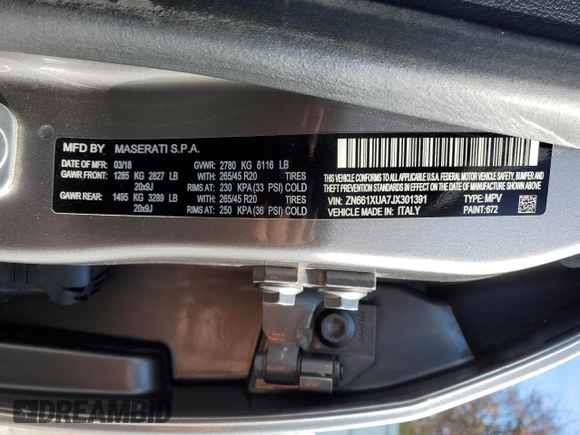 MFD BY MASERATI S.P.A.
DATE OF MFR: 03/18 GVWR: 2780 KG 6116 LB
GAWR FRONT: 1285 KG 2827 LB WITH: 265/45 R20
20x9J RIMS AT: 230 KPA (33 PSI) COLD
GAWR REAR: 1495 KG 3289 LB WITH: 265/45 R20
20x9J RIMS AT: 250 KPA (36 PSI) COLD
THIS VEHICLE CONFORMS TO ALL APPLICABLE U.S.A. FEDERAL MOTOR VEHICLE SAFETY, BUMPER AND
THEFT PREVENTION STANDARDS IN EFFECT ON THE DATE OF MANUFACTURE SHOWN ABOVE.
VIN: ZN661XUA7JX301391 TYPE: MPV
VEHICLE MADE IN: ITALY PAINT: 672
DREAMBID